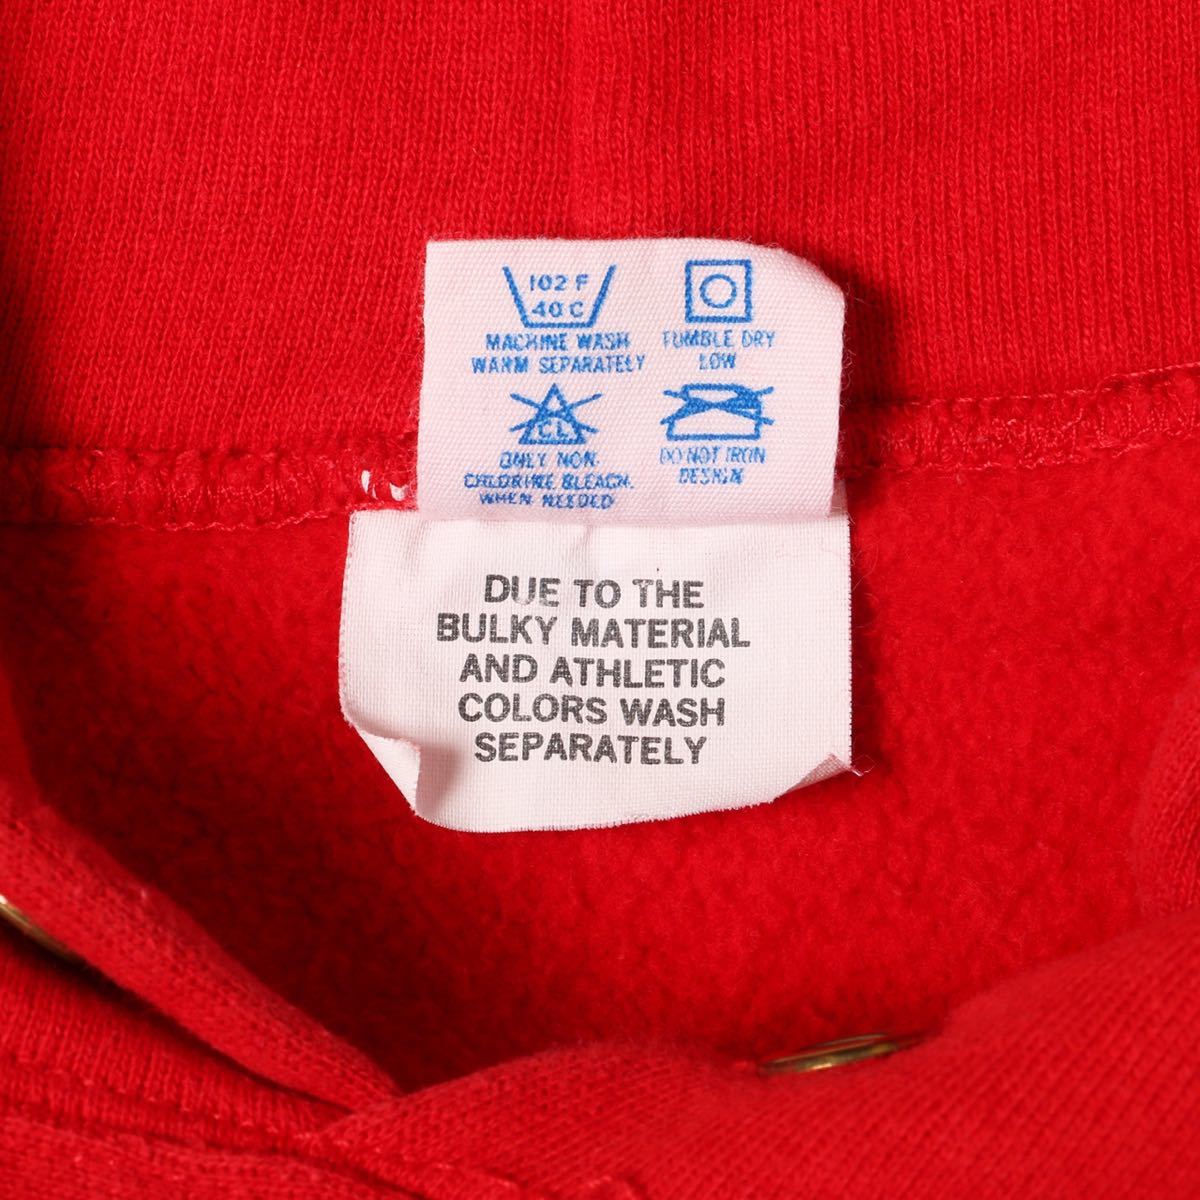 102 F
40 C
MACHINE WASH
WARM SEPARATELY
TUMBLE DRY
LOW
CL
ONLY NON
CHLORINE BLEACH.
WHEN NEEDED
DO NOT IRON
DESIGN
DUE TO THE
BULKY MATERIAL
AND ATHLETIC
COLORS WASH
SEPARATELY